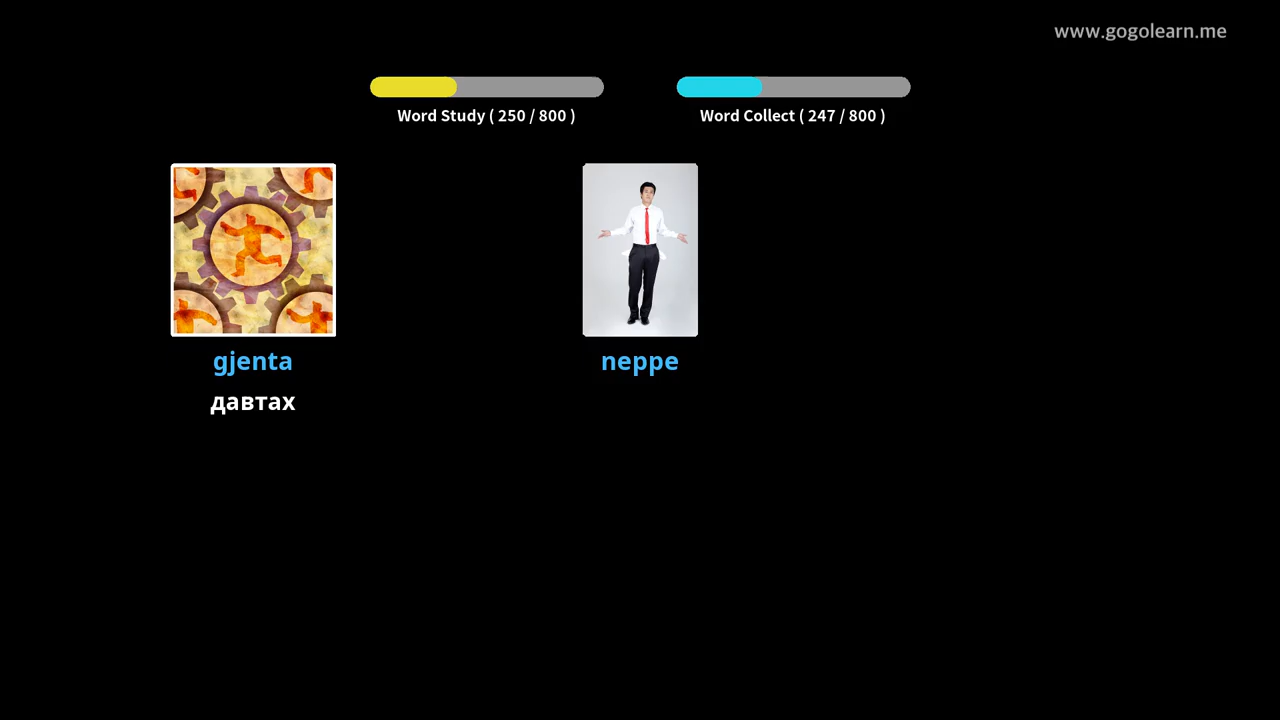 www.gogolearn.me
Word Study ( 250 / 800 )
Word Collect ( 247 / 800 )
gjenta
neppe
давтах